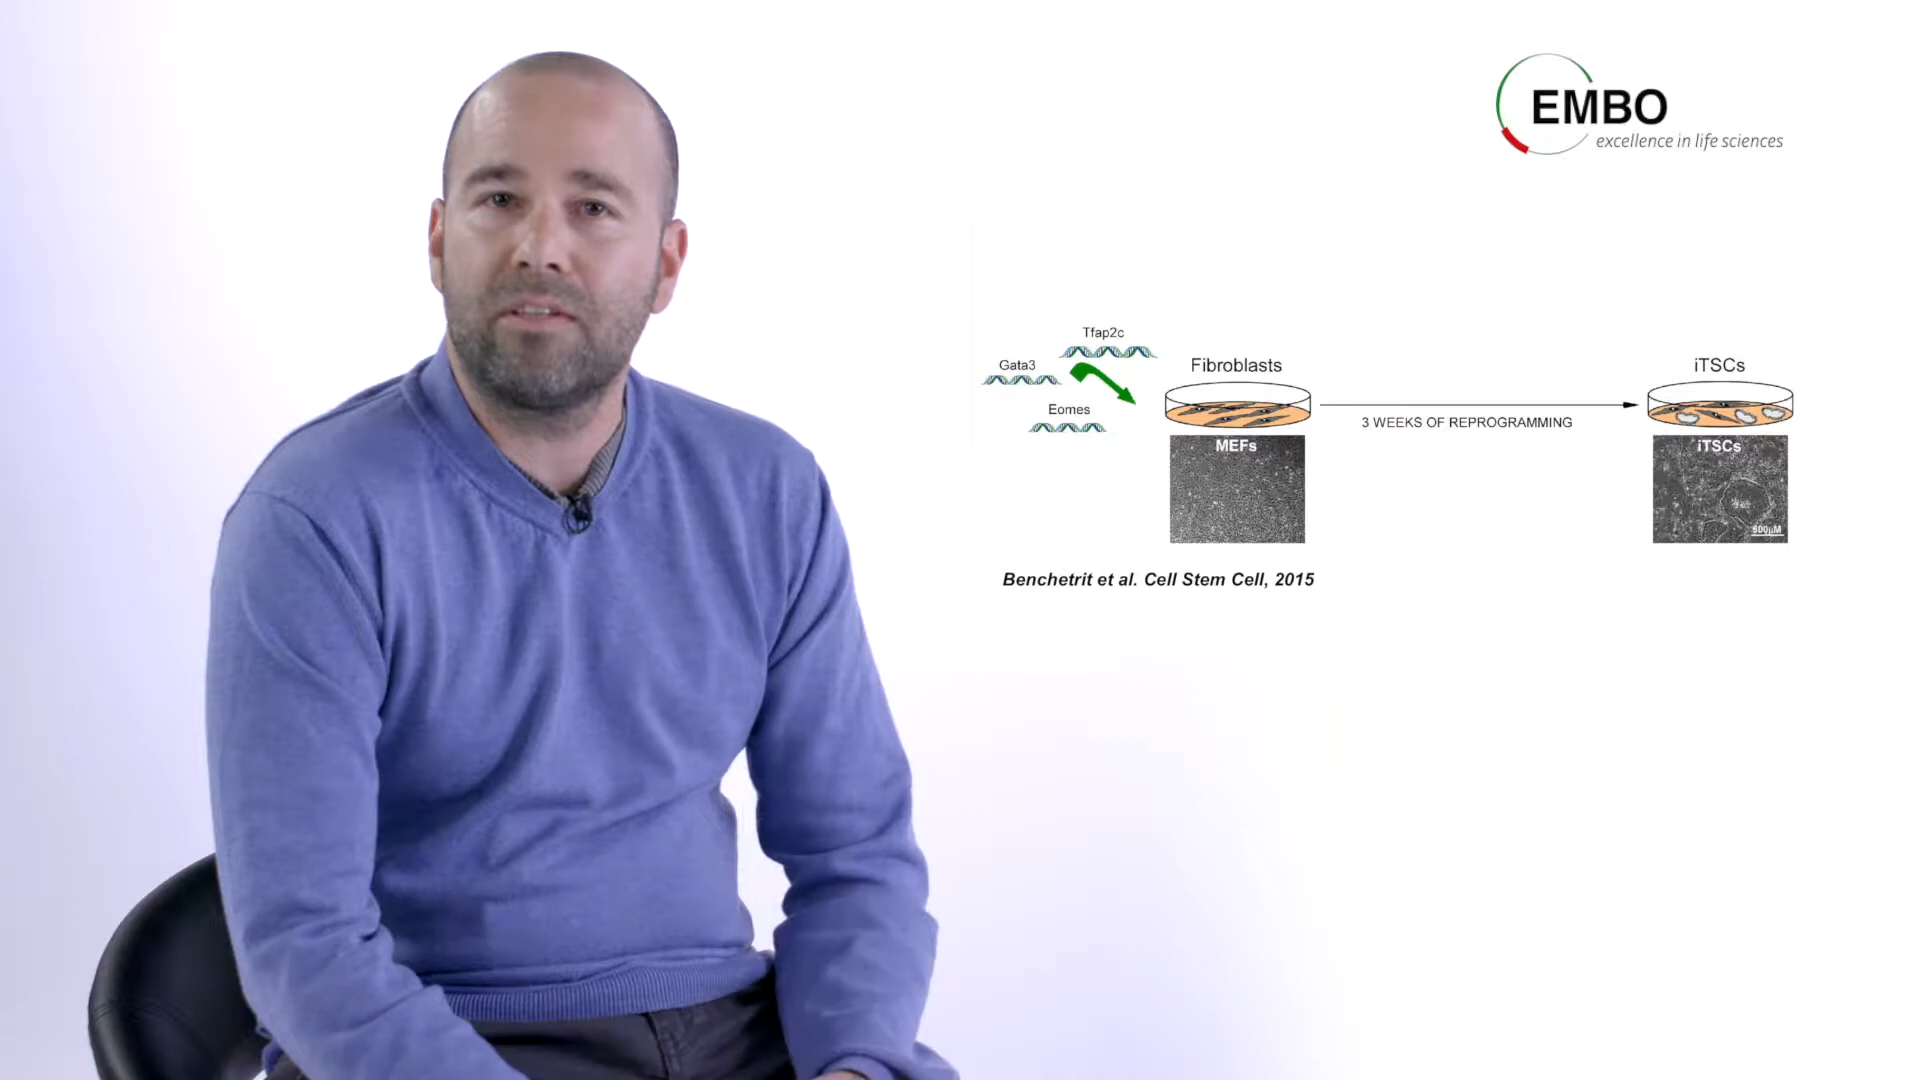 EMBO
excellence in life sciences
Tfap2c
Gata3
Eomes
Fibroblasts
3 WEEKS OF REPROGRAMMING
iTSCs
MEFs
iTSCs
500µM
Benchetrit et al. Cell Stem Cell, 2015